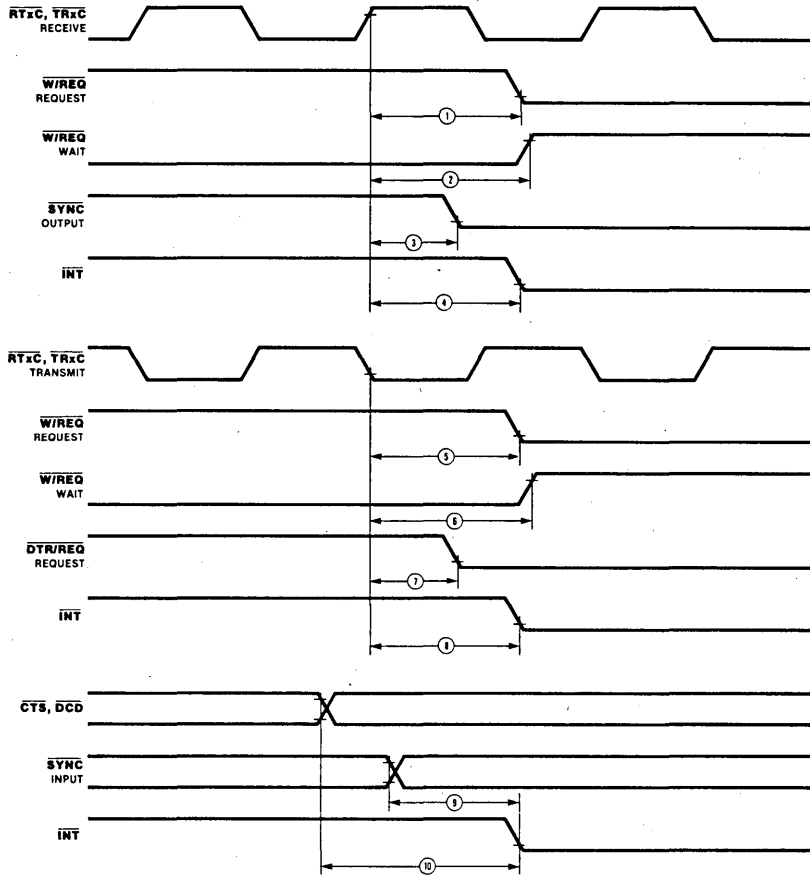 RTxC, TRxC
RECEIVE
W/REQ
REQUEST
1
W/REQ
WAIT
2
SYNC
OUTPUT
3
INT
4
RTxC, TRxC
TRANSMIT
W/REQ
REQUEST
5
W/REQ
WAIT
6
DTR/REQ
REQUEST
7
INT
8
CTS, DCD
SYNC
INPUT
9
INT
10